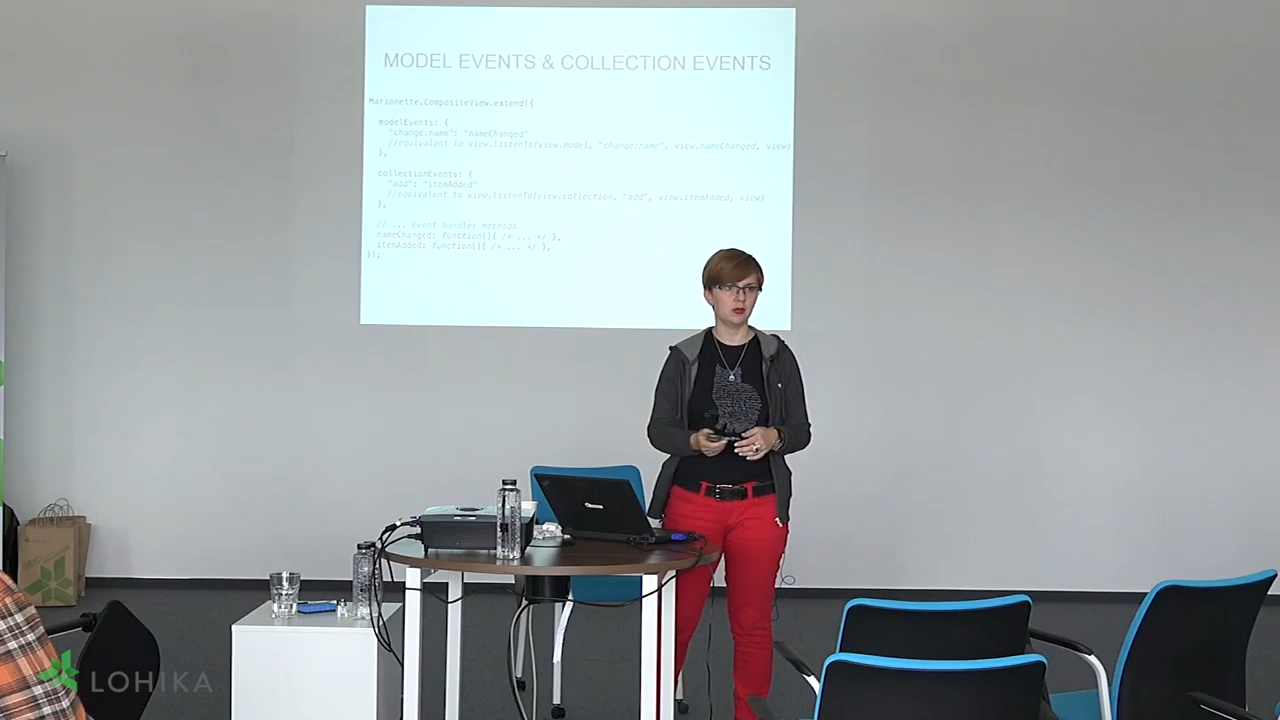 MODEL EVENTS & COLLECTION EVENTS
Marionette.CompositeView.extend({
modelEvents: {
"change:name": "nameChanged"
//equivalent to view.listenTo(view.model, "change:name", view.nameChanged, view)
},
collectionEvents: {
"add": "itemAdded"
//equivalent to view.listenTo(view.collection, "add", view.itemAdded, view)
},
// ... event handler methods
nameChanged: function(){ /* ... */ },
itemAdded: function(){ /* ... */ },
});
LOHIKA